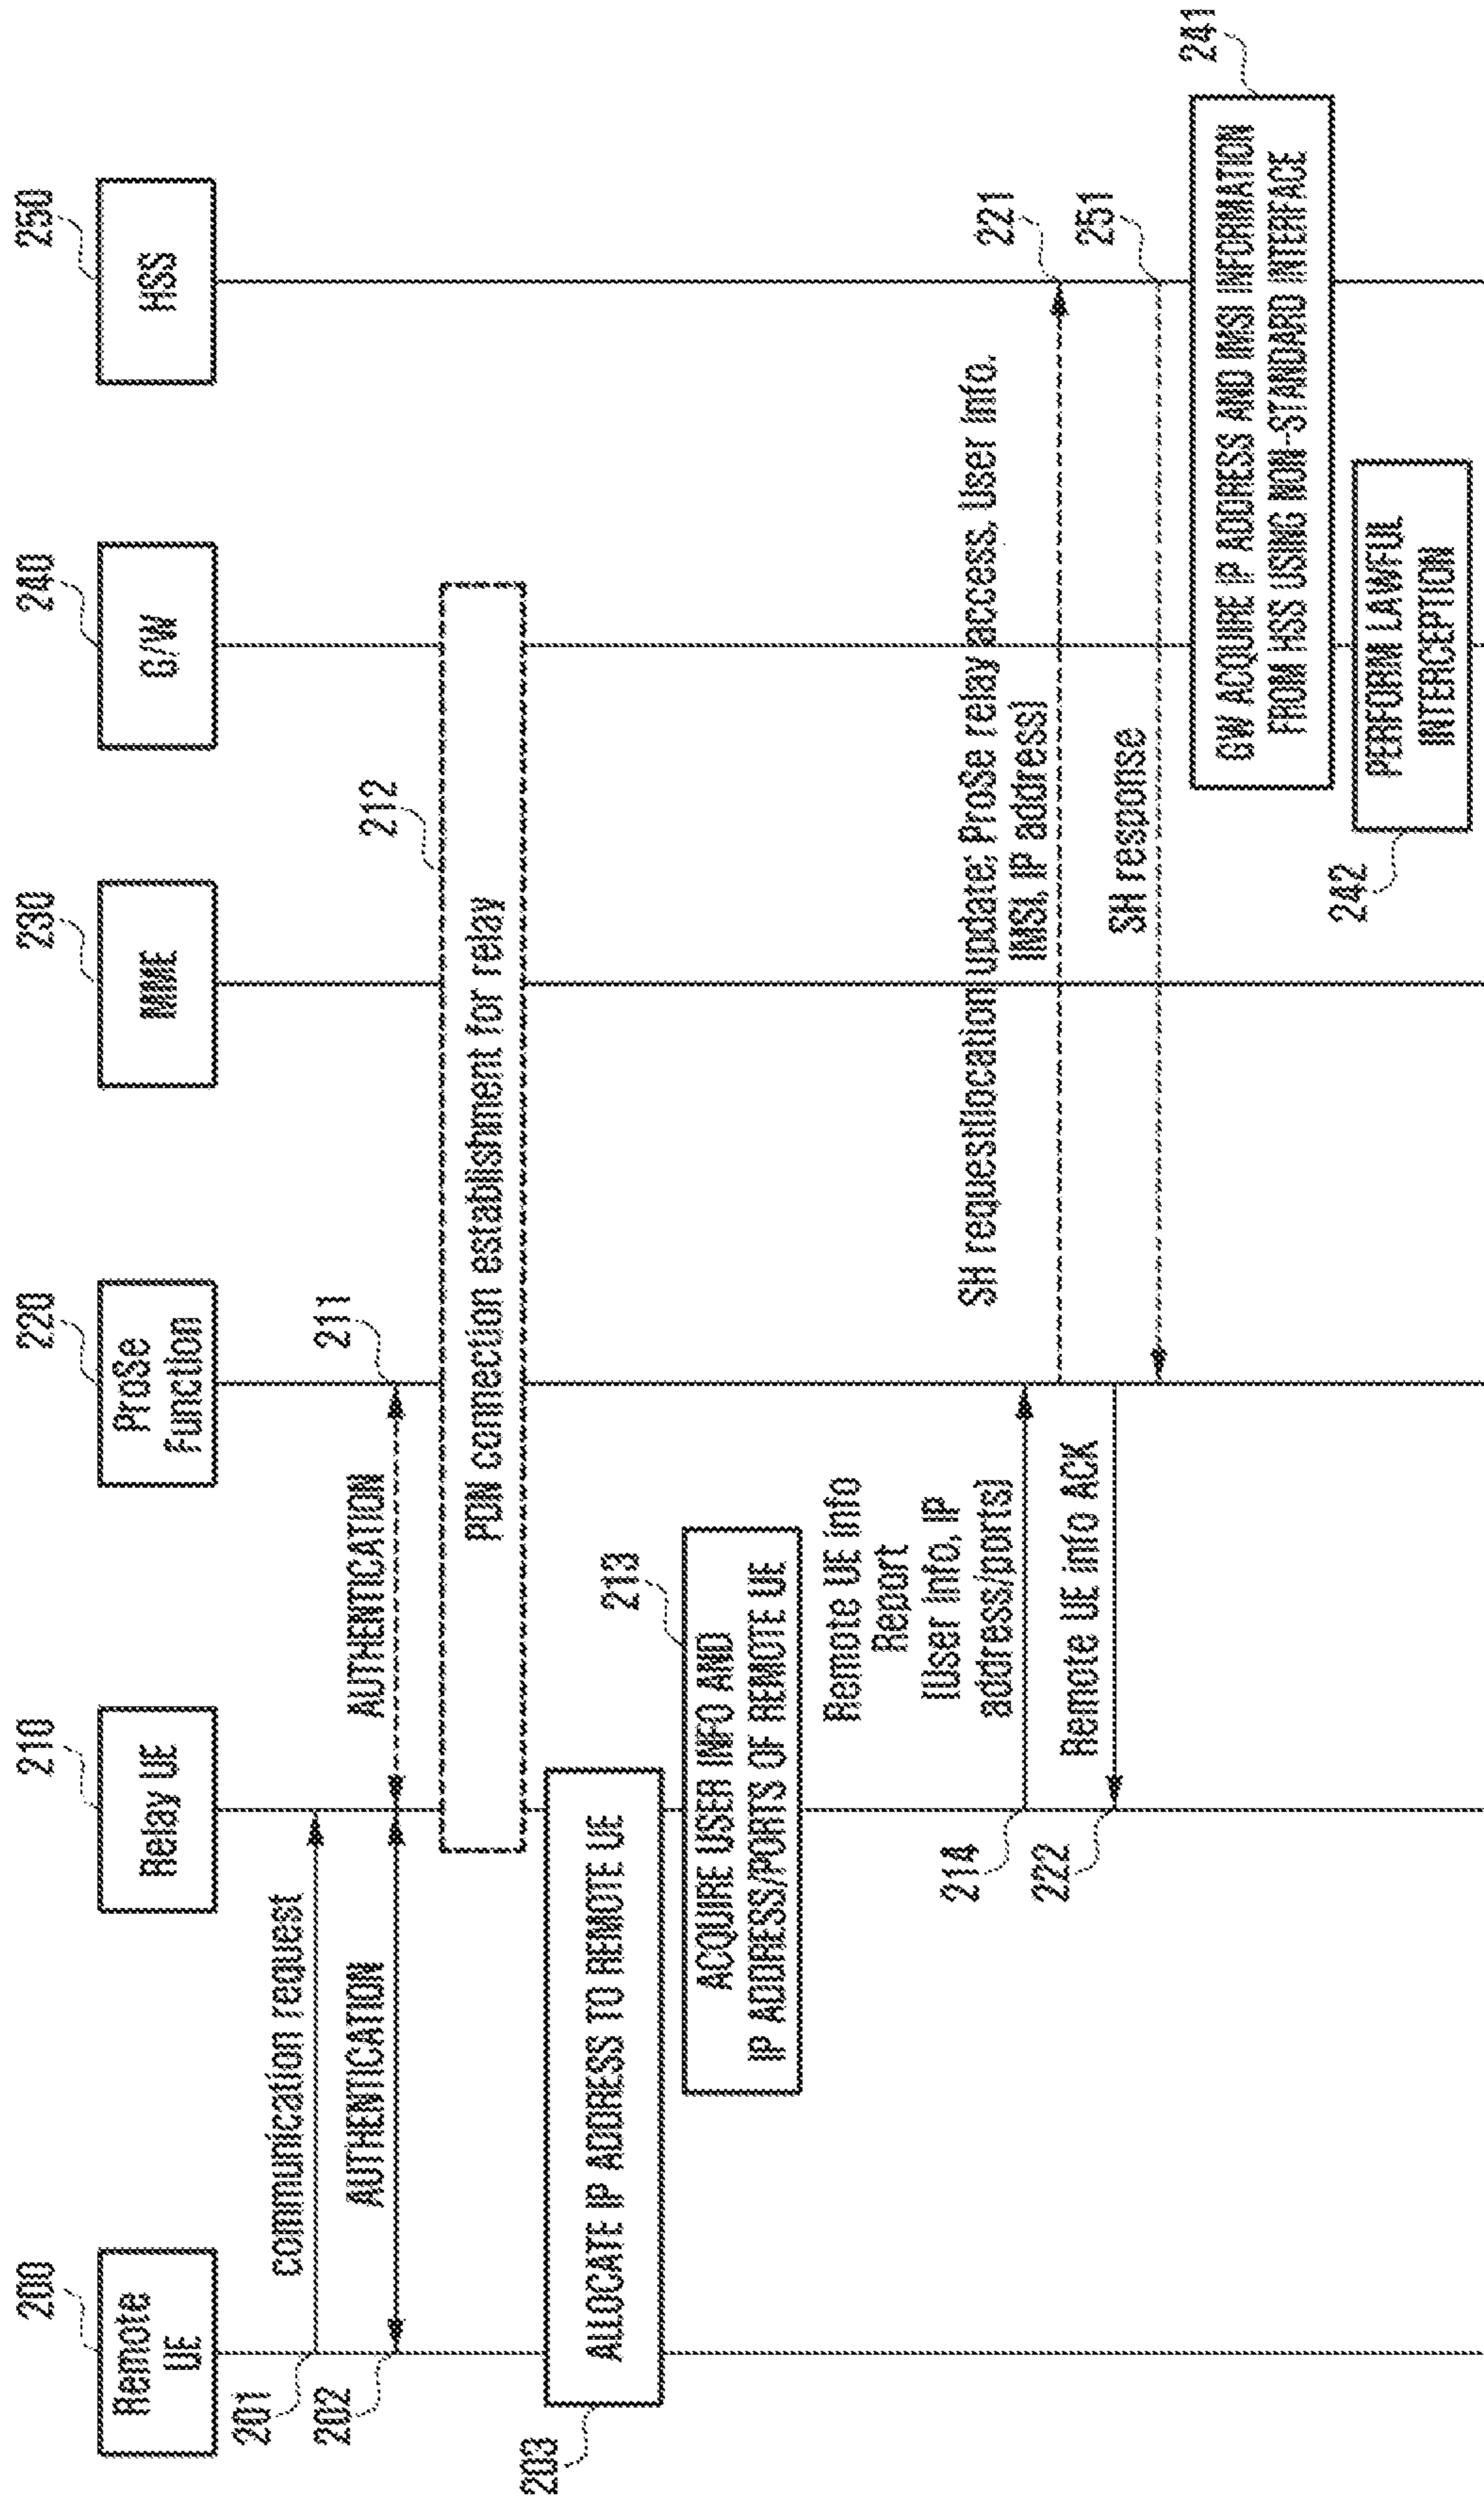 200
Remote
UE
210
Relay UE
220
ProSe
Function
230
MME
240
G/W
250
HSS
201
communication request
202
AUTHENTICATION
AUTHENTICATION
211
212
PDN connection establishment for relay
203
ALLOCATE IP ADDRESS TO REMOTE UE
213
ACQUIRE USER INFO AND
IP ADDRESS/PORTS OF REMOTE UE
Remote UE info
Report
(User Info, IP
address/ports)
214
SH request(location update; ProSe relay access, User Info,
IMSI, IP address)
221
Remote UE info ACK
222
SH response
251
GW ACQUIRE IP ADDRESS AND IMSI INFORMATION
FROM HSS USING NON-STANDARD INTERFACE
241
PERFORM LAWFUL
INTERCEPTION
242